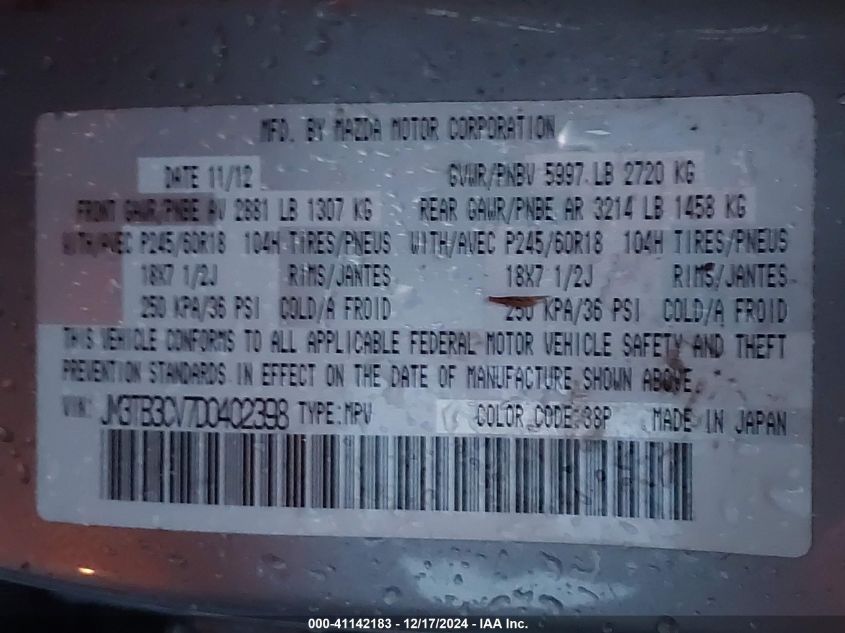 MFD. BY MAZDA MOTOR CORPORATION
DATE 11/12 GVWR/PNBV 5997 LB 2720 KG
FRONT GAWR/PNBE AV 2881 LB 1307 KG REAR GAWR/PNBE AR 3214 LB 1458 KG
WITH/AVEC P245/60R18 104H TIRES/PNEUS WITH/AVEC P245/60R18 104H TIRES/PNEUS
18X7 1/2J RIMS/JANTES 18X7 1/2J RIMS/JANTES
250 KPA/36 PSI COLD/A FROID 250 KPA/36 PSI COLD/A FROID
THIS VEHICLE CONFORMS TO ALL APPLICABLE FEDERAL MOTOR VEHICLE SAFETY AND THEFT
PREVENTION STANDARDS IN EFFECT ON THE DATE OF MANUFACTURE SHOWN ABOVE.
VIN: JM3TB3CV7D0402398 TYPE:MPV COLOR CODE:38P MADE IN JAPAN
000-41142183 - 12/17/2024 - IAA Inc.